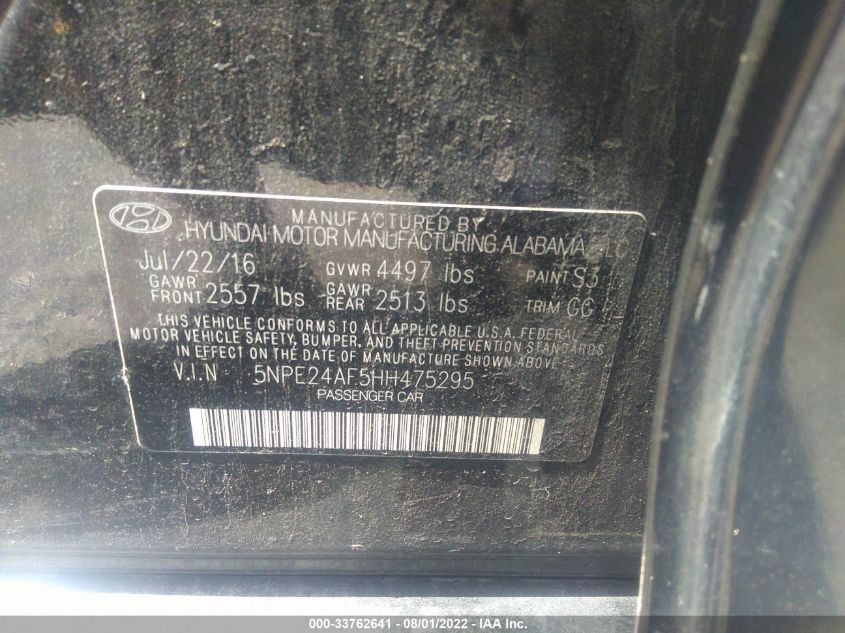 MANUFACTURED BY
HYUNDAI MOTOR MANUFACTURING ALABAMA, LLC
Jul/22/16 GVWR 4497 lbs PAINT S3
GAWR FRONT 2557 lbs GAWR REAR 2513 lbs TRIM GG
THIS VEHICLE CONFORMS TO ALL APPLICABLE U.S.A. FEDERAL
MOTOR VEHICLE SAFETY, BUMPER, AND THEFT PREVENTION STANDARDS
IN EFFECT ON THE DATE OF MANUFACTURE SHOWN ABOVE.
V.I.N 5NPE24AF5HH475295
PASSENGER CAR
000-33762641 - 08/01/2022 - IAA Inc.